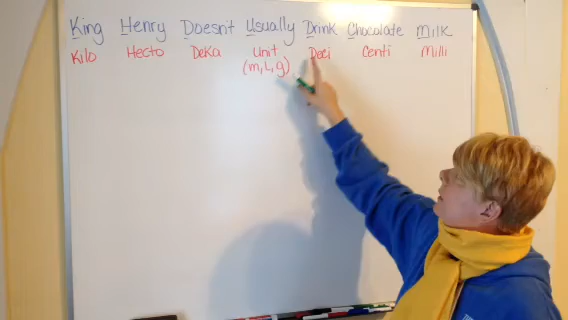 King Henry Doesn't Usually Drink Chocolate Milk
Kilo Hecto Deka Unit Deci Centi Milli
(m, L, g)